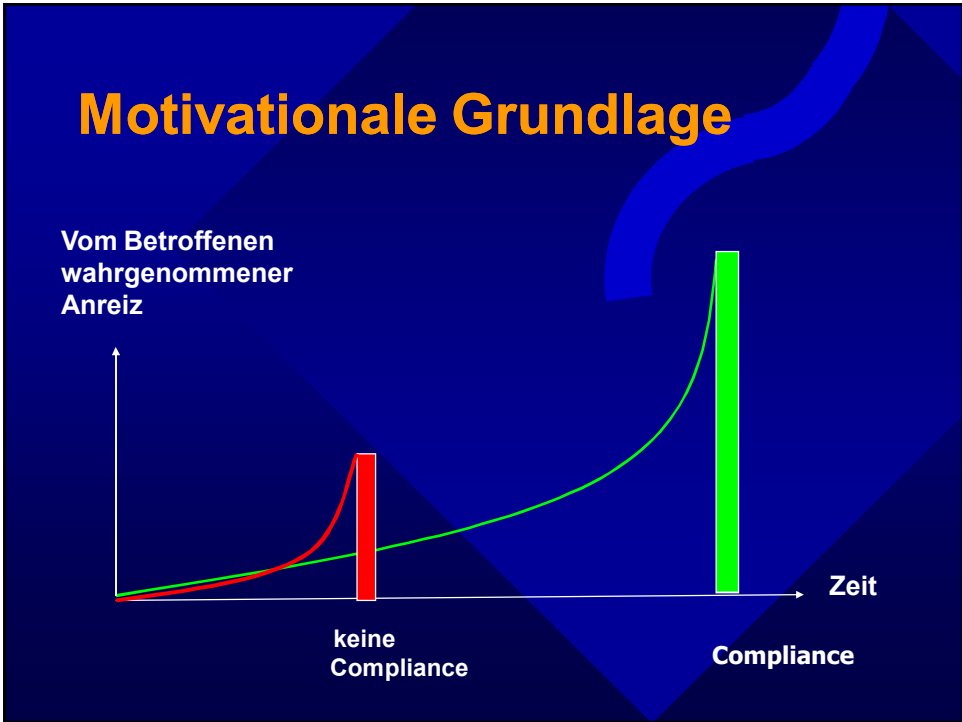 Motivationale Grundlage
Vom Betroffenen
wahrgenommener
Anreiz
Zeit
keine
Compliance
Compliance